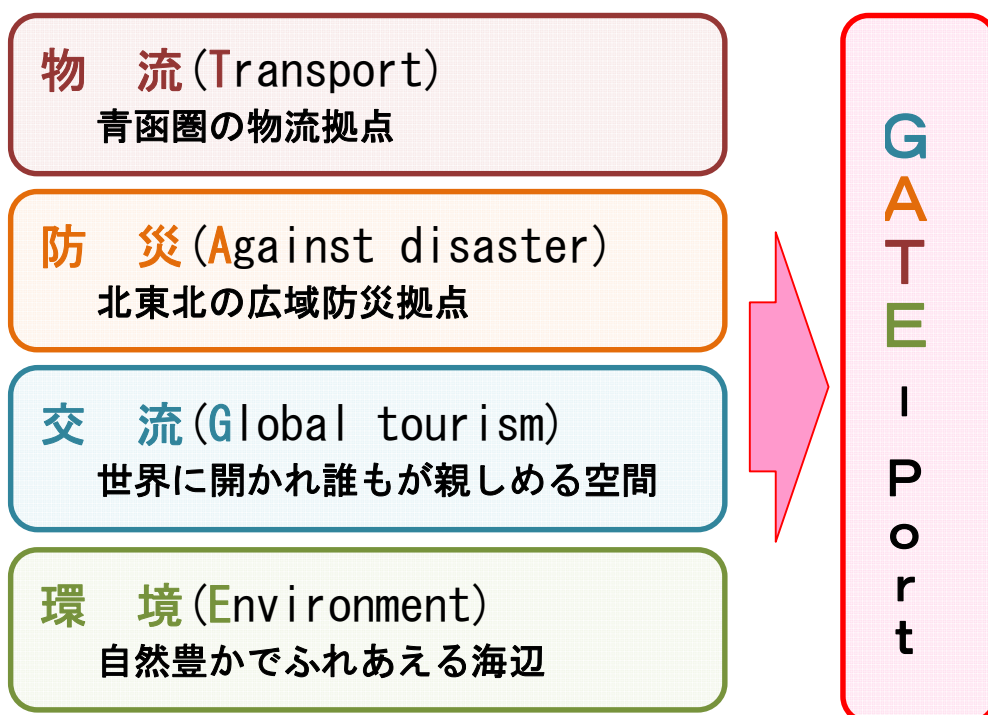 物　流(Transport)
青函圏の物流拠点
防　災(Against disaster)
北東北の広域防災拠点
交　流(Global tourism)
世界に開かれ誰もが親しめる空間
環　境(Environment)
自然豊かでふれあえる海辺
GATE－Port